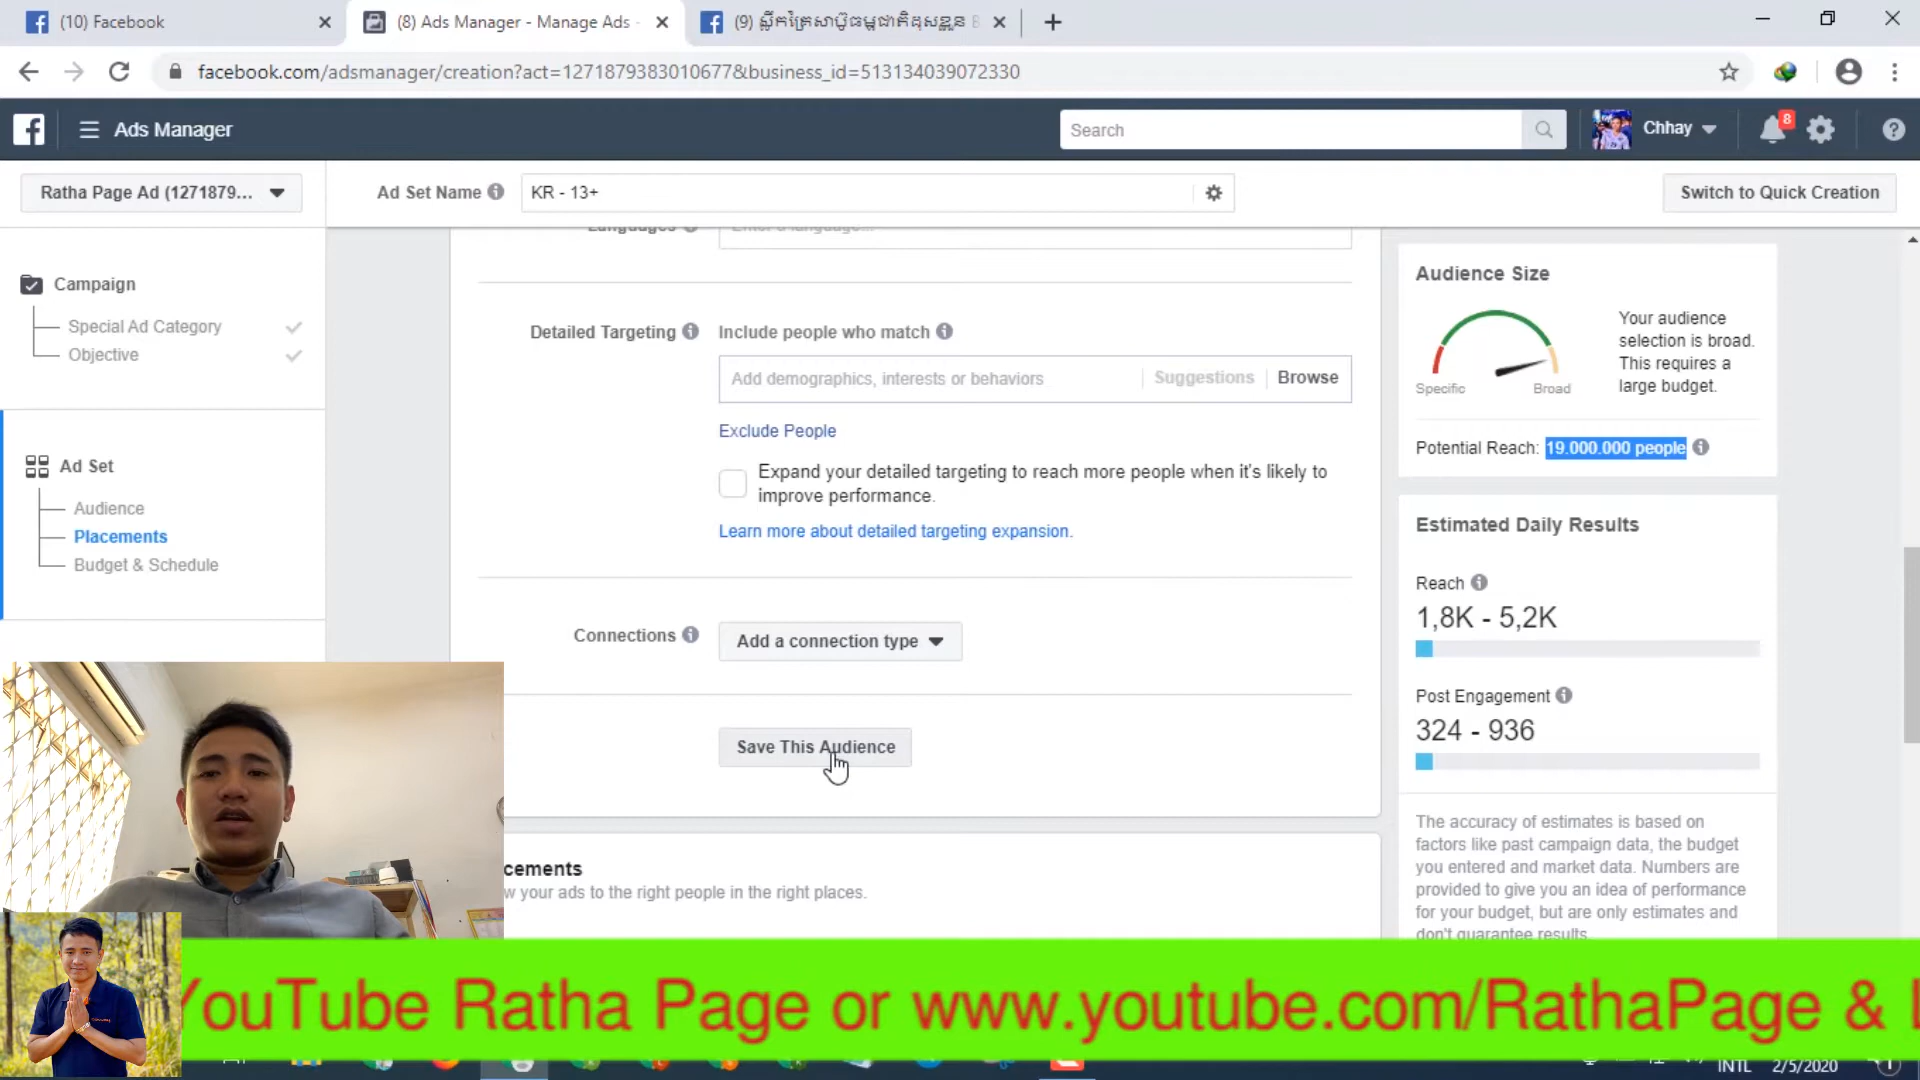 (10) Facebook
(8) Ads Manager - Manage Ads -
facebook.com/adsmanager/creation?act=1271879383010677&business_id=513134039072330
Ads Manager
Search
Chhay
8
Ratha Page Ad (1271879...
Ad Set Name
KR - 13+
Switch to Quick Creation
Languages
Enter a language...
Campaign
Special Ad Category
Objective
Ad Set
Audience
Placements
Budget & Schedule
Detailed Targeting
Include people who match
Add demographics, interests or behaviors
Suggestions
Browse
Exclude People
Expand your detailed targeting to reach more people when it's likely to
improve performance.
Learn more about detailed targeting expansion.
Connections
Add a connection type
Save This Audience
cements
w your ads to the right people in the right places.
Audience Size
Specific
Broad
Your audience
selection is broad.
This requires a
large budget.
Potential Reach: 19.000.000 people
Estimated Daily Results
Reach
1,8K - 5,2K
Post Engagement
324 - 936
The accuracy of estimates is based on
factors like past campaign data, the budget
you entered and market data. Numbers are
provided to give you an idea of performance
for your budget, but are only estimates and
don't guarantee results.
YouTube Ratha Page or www.youtube.com/RathaPage &
INTL
2/5/2020